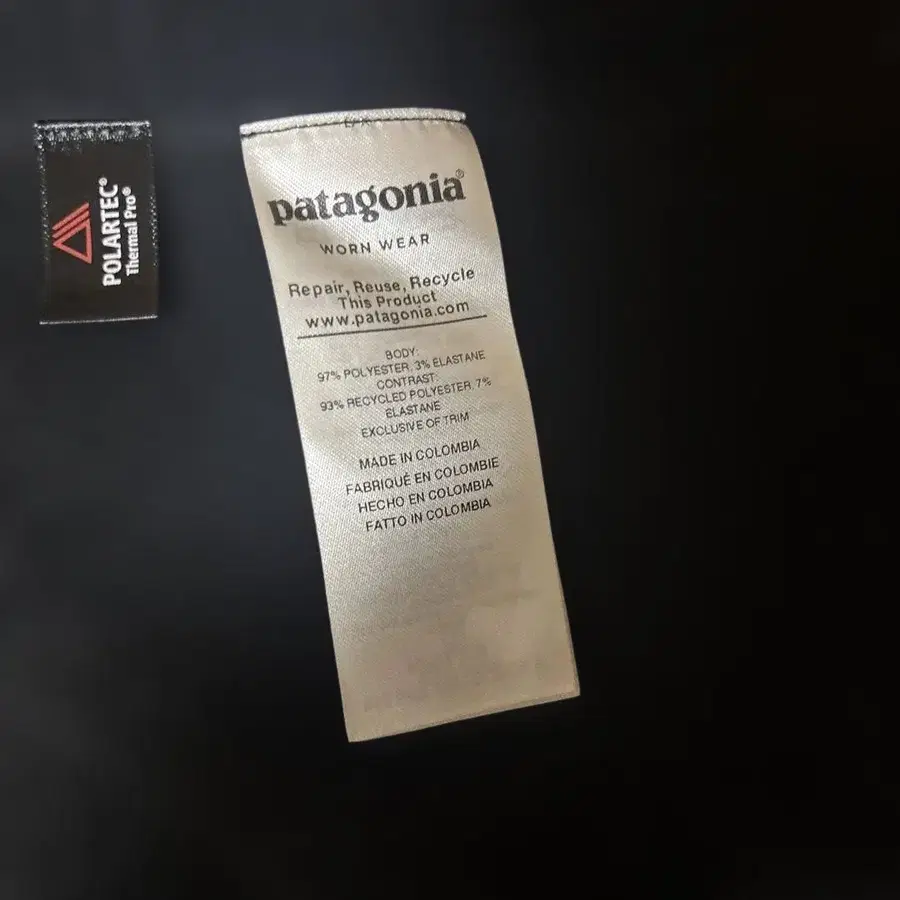 POLARTEC®
Thermal Pro®
patagonia®
WORN WEAR
Repair, Reuse, Recycle
This Product
www.patagonia.com
BODY:
97% POLYESTER, 3% ELASTANE
CONTRAST:
93% RECYCLED POLYESTER, 7%
ELASTANE
EXCLUSIVE OF TRIM
MADE IN COLOMBIA
FABRIQUÉ EN COLOMBIE
HECHO EN COLOMBIA
FATTO IN COLOMBIA